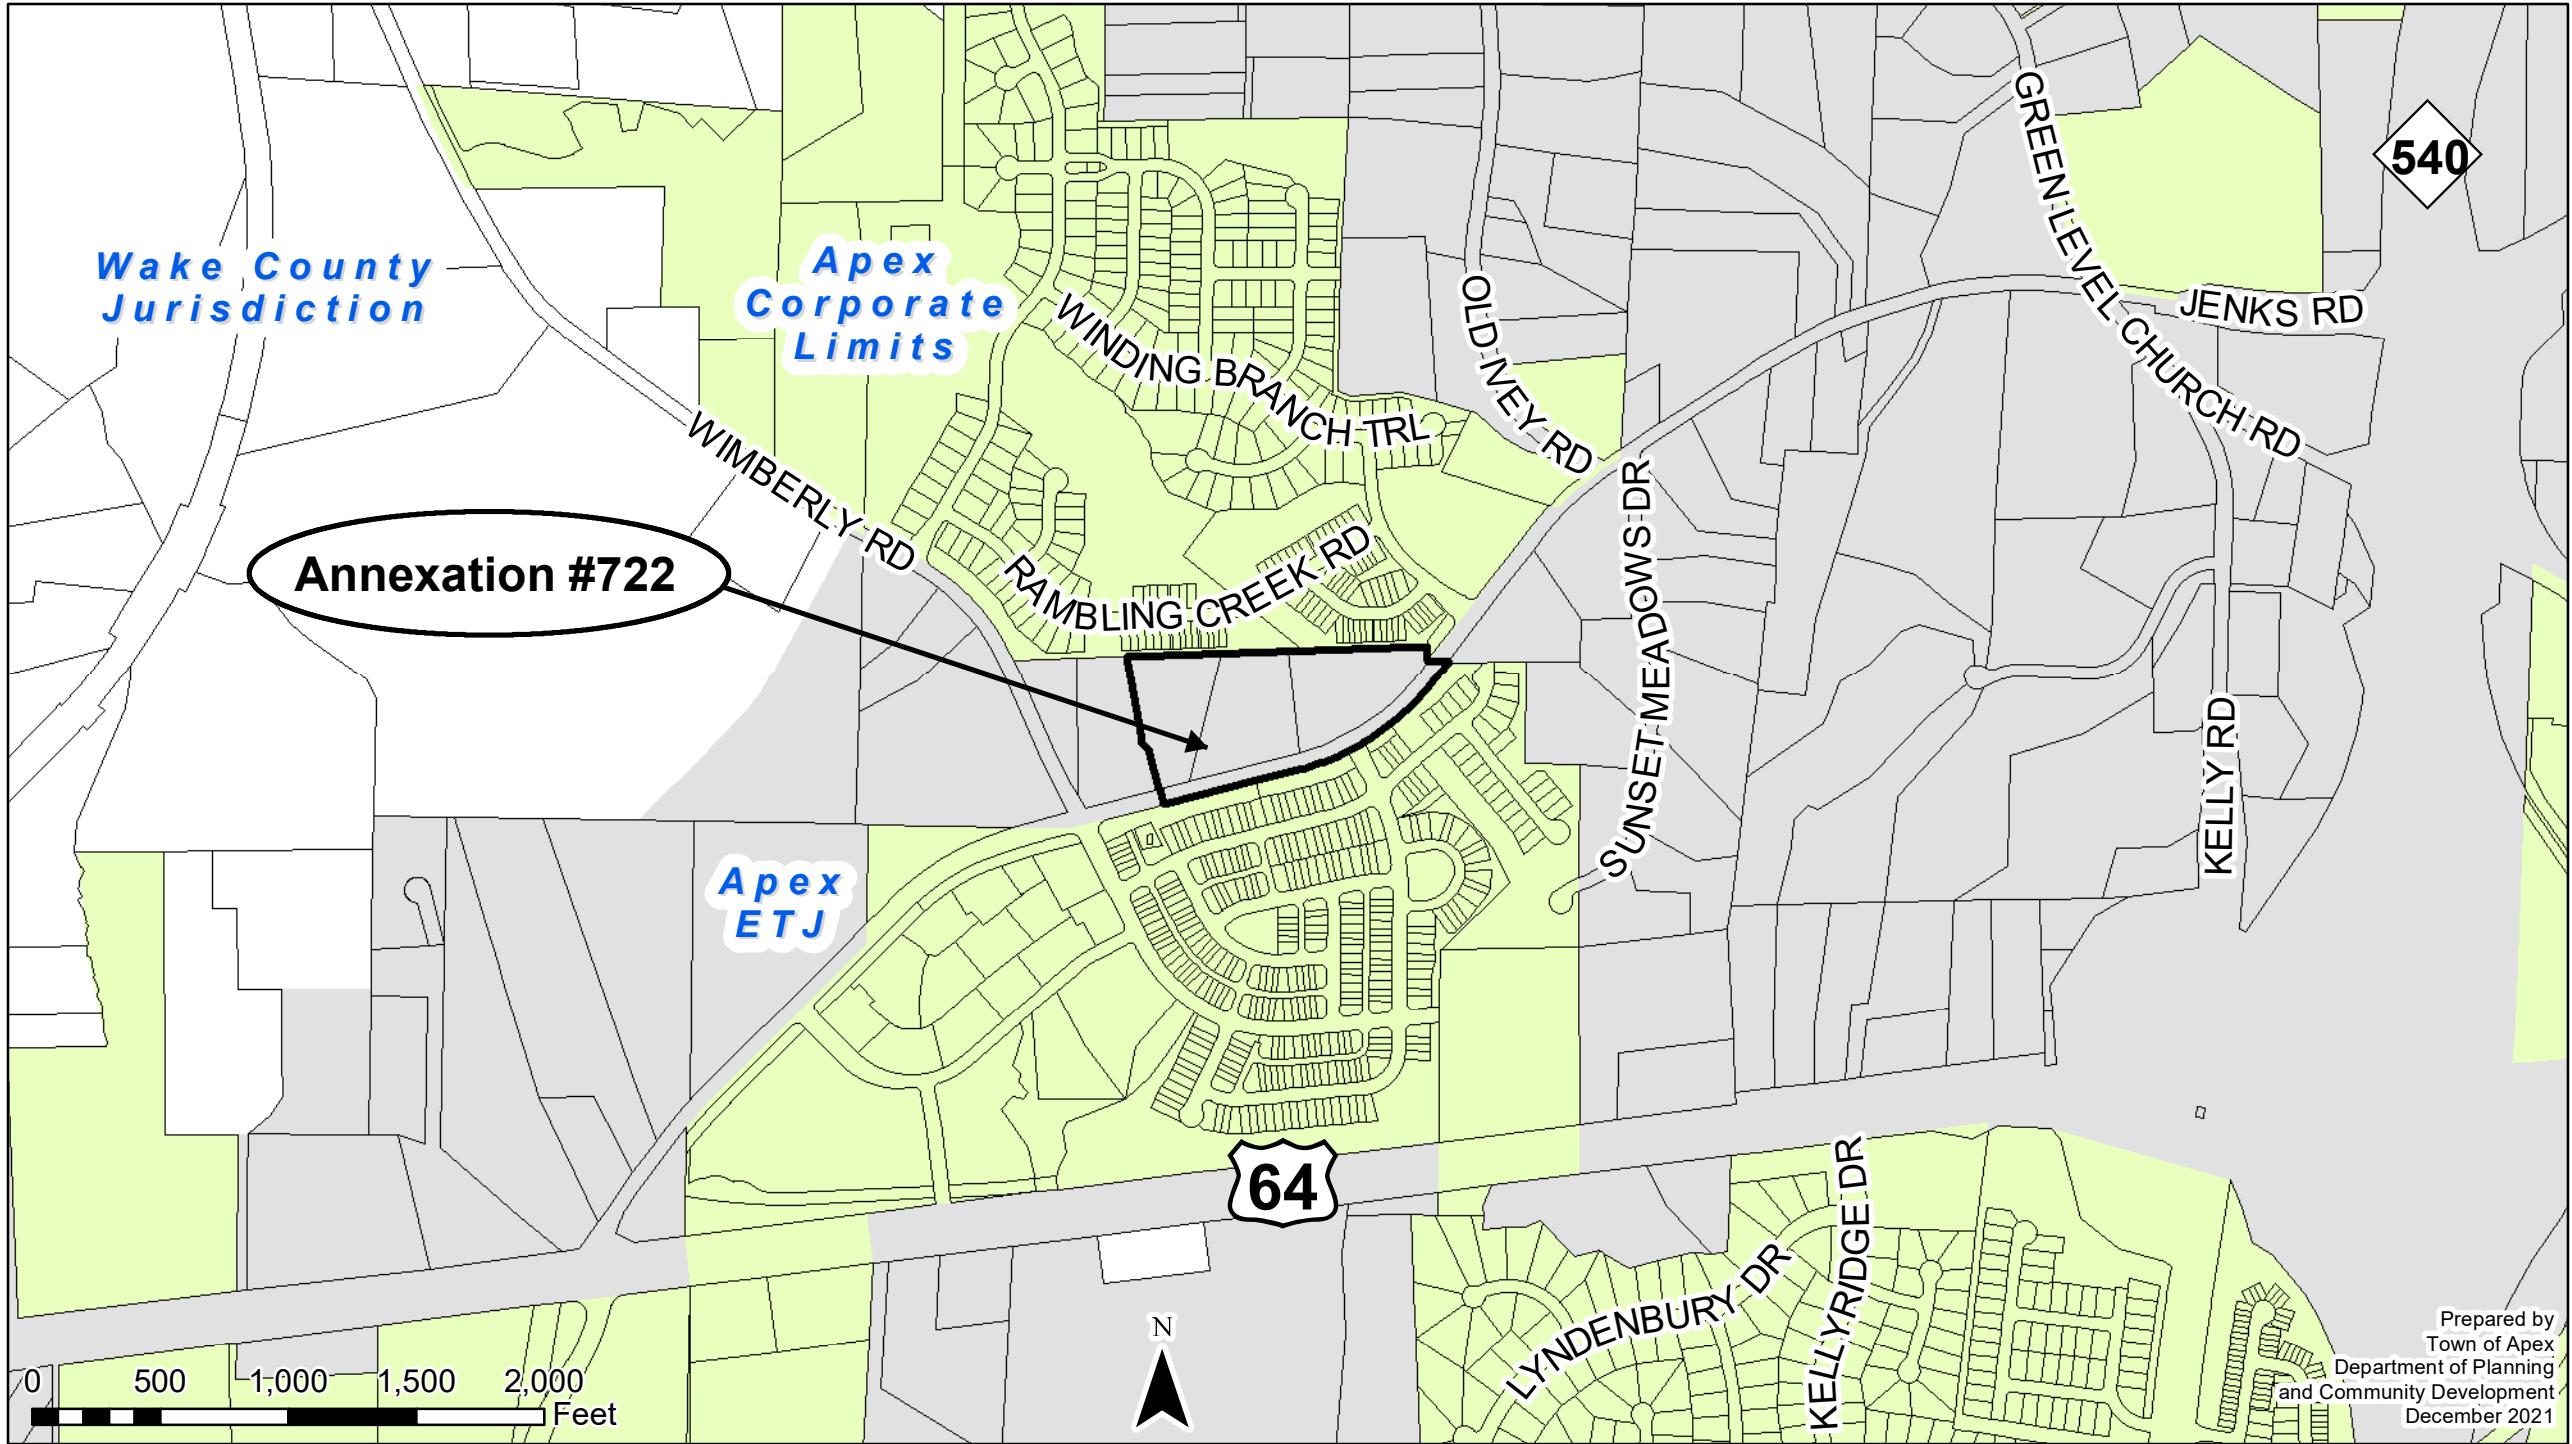 540
GREEN LEVEL CHURCH RD
Wake County
Jurisdiction
Apex
Corporate
Limits
WINDING BRANCH TRL
OLD IVEY RD
JENKS RD
WIMBERLY RD
SUNSET MEADOWS DR
Annexation #722
RAMBLING CREEK RD
KELLY RD
Apex
ETJ
64
KELLYRIDGE DR
LYNDENBURY DR
N
0 500 1,000 1,500 2,000
Feet
Prepared by
Town of Apex
Department of Planning
and Community Development
December 2021